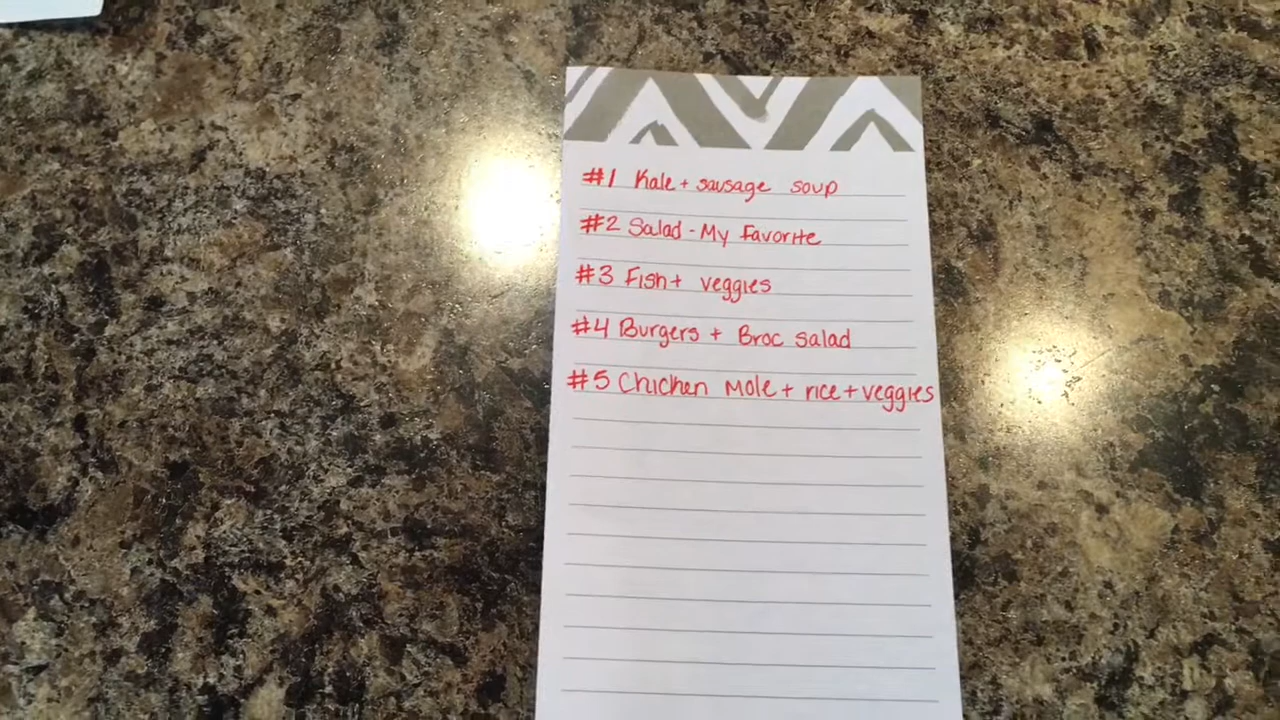 #1 Kale + sausage soup
#2 Salad - My favorite
#3 Fish + veggies
#4 Burgers + Broc salad
#5 Chicken Mole + rice + veggies